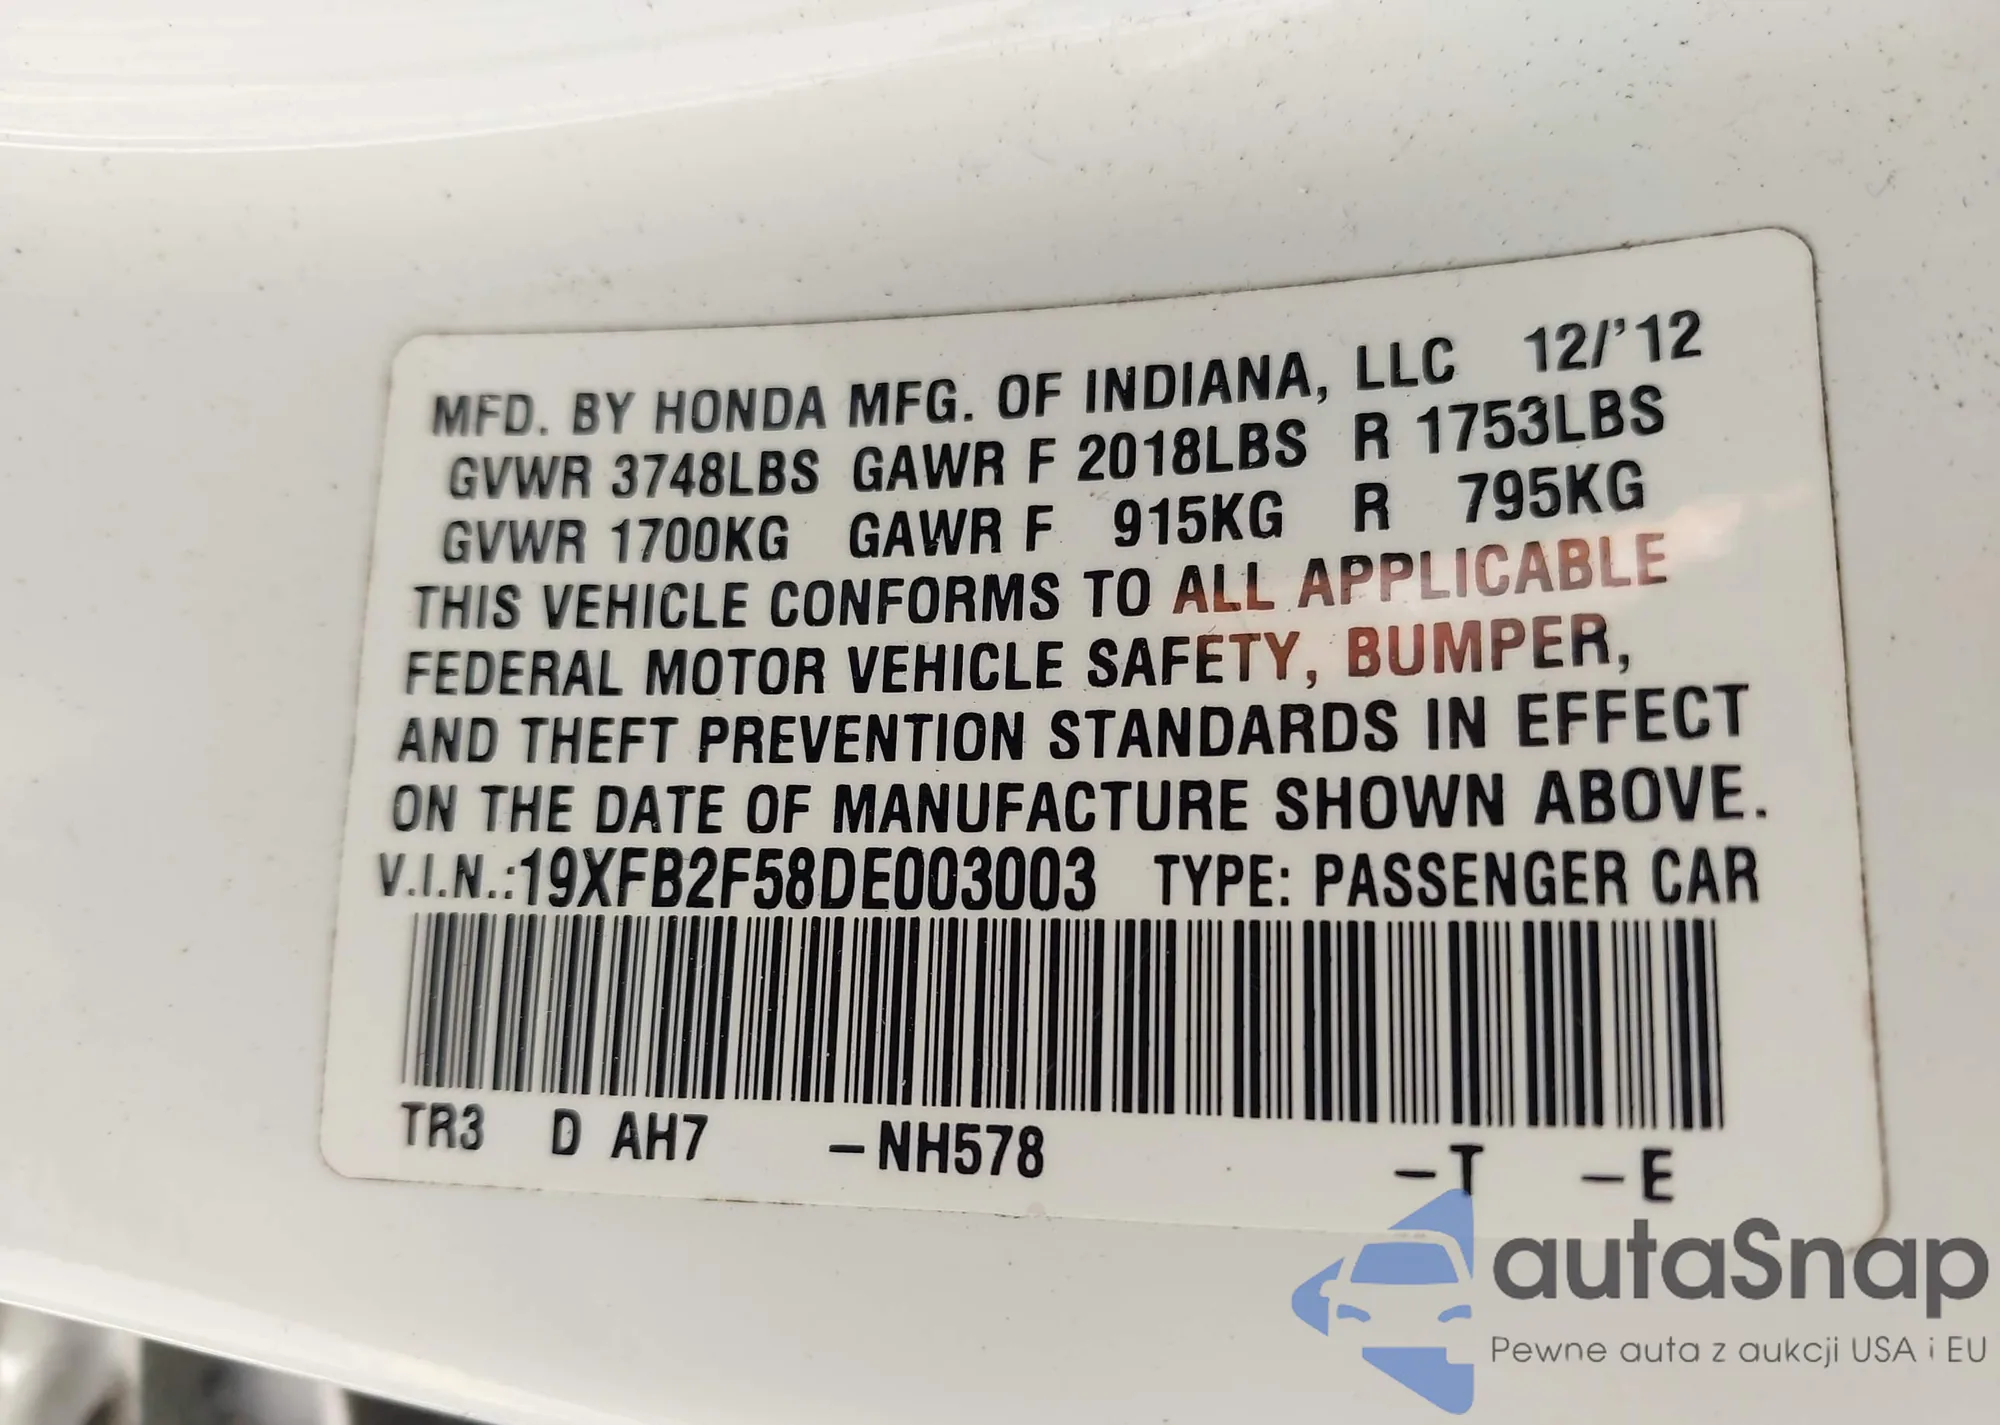 MFD. BY HONDA MFG. OF INDIANA, LLC 12/'12
GVWR 3748LBS GAWR F 2018LBS R 1753LBS
GVWR 1700KG GAWR F 915KG R 795KG
THIS VEHICLE CONFORMS TO ALL APPLICABLE
FEDERAL MOTOR VEHICLE SAFETY, BUMPER,
AND THEFT PREVENTION STANDARDS IN EFFECT
ON THE DATE OF MANUFACTURE SHOWN ABOVE.
V.I.N.:19XFB2F58DE003003 TYPE: PASSENGER CAR
TR3 D AH7 –NH578 –T –E
autaSnap
Pewne auta z aukcji USA i EU